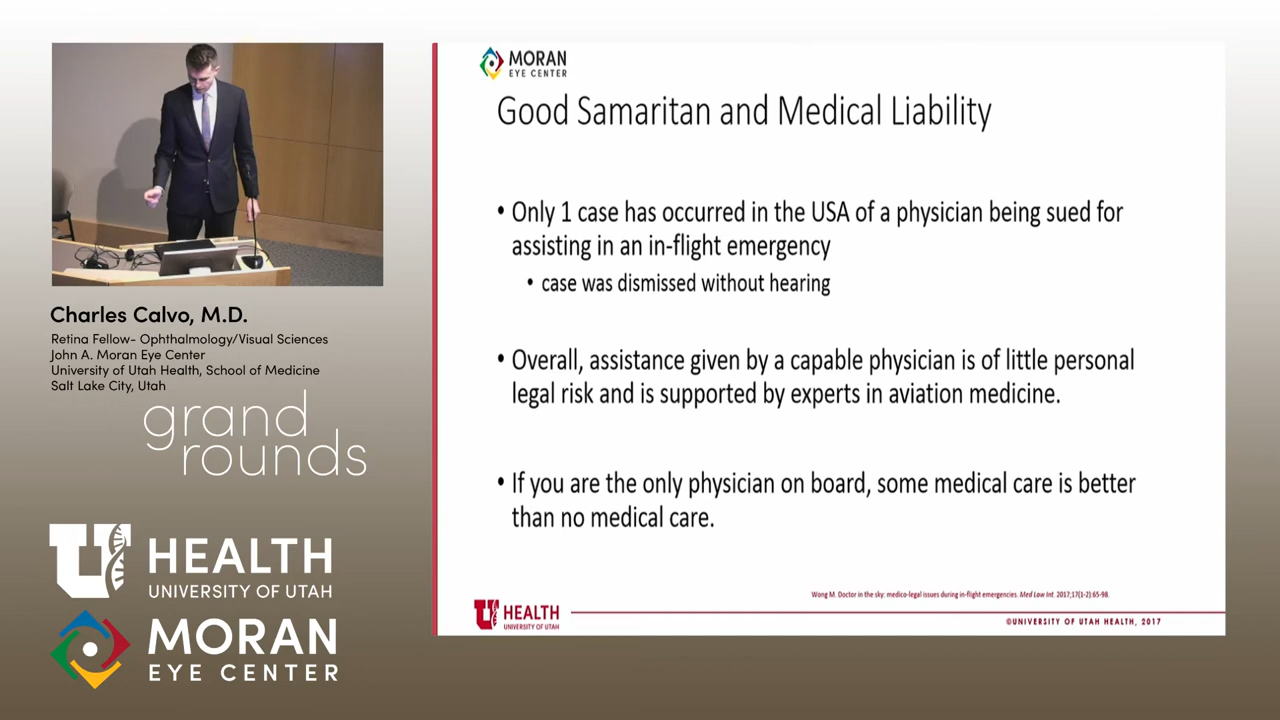 Charles Calvo, M.D.
Retina Fellow- Ophthalmology/Visual Sciences
John A. Moran Eye Center
University of Utah Health, School of Medicine
Salt Lake City, Utah
grand
rounds
U HEALTH
UNIVERSITY OF UTAH
MORAN
EYE CENTER
MORAN
EYE CENTER
Good Samaritan and Medical Liability
• Only 1 case has occurred in the USA of a physician being sued for
assisting in an in-flight emergency
• case was dismissed without hearing
• Overall, assistance given by a capable physician is of little personal
legal risk and is supported by experts in aviation medicine.
• If you are the only physician on board, some medical care is better
than no medical care.
Wong M. Doctor in the sky: medico-legal issues during in-flight emergencies. Med Law Int. 2017;17(1-2):65-98.
U HEALTH
UNIVERSITY OF UTAH
©UNIVERSITY OF UTAH HEALTH, 2017